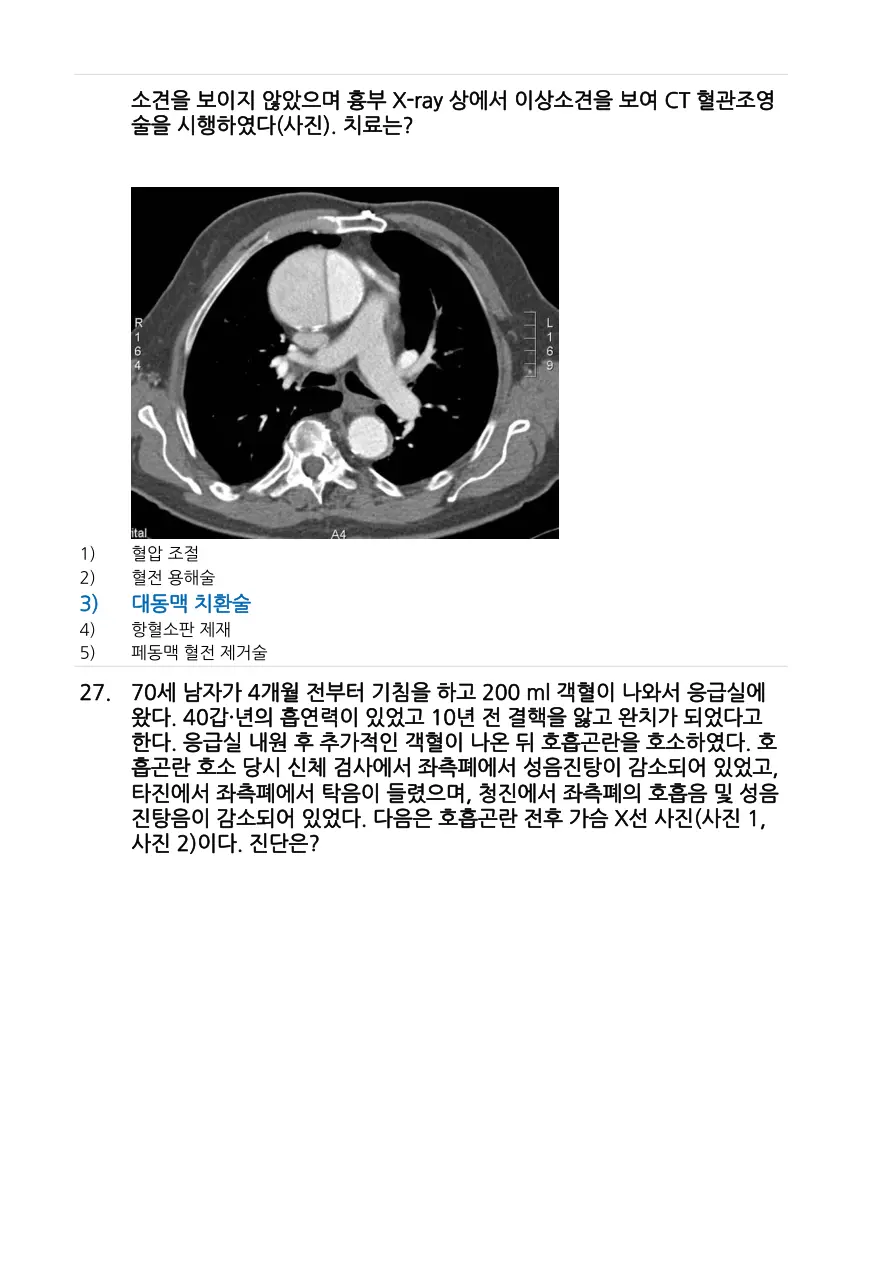 소견을 보이지 않았으며 흉부 X-ray 상에서 이상소견을 보여 CT 혈관조영
술을 시행하였다(사진). 치료는?
R
1
6
4
L
1
6
9
ital
A4
1) 혈압 조절
2) 혈전 용해술
3) 대동맥 치환술
4) 항혈소판 제재
5) 페동맥 혈전 제거술
27. 70세 남자가 4개월 전부터 기침을 하고 200 ml 객혈이 나와서 응급실에
왔다. 40갑·년의 흡연력이 있었고 10년 전 결핵을 앓고 완치가 되었다고
한다. 응급실 내원 후 추가적인 객혈이 나온 뒤 호흡곤란을 호소하였다. 호
흡곤란 호소 당시 신체 검사에서 좌측폐에서 성음진탕이 감소되어 있었고,
타진에서 좌측폐에서 탁음이 들렸으며, 청진에서 좌측폐의 호흡음 및 성음
진탕음이 감소되어 있었다. 다음은 호흡곤란 전후 가슴 X선 사진(사진 1,
사진 2)이다. 진단은?